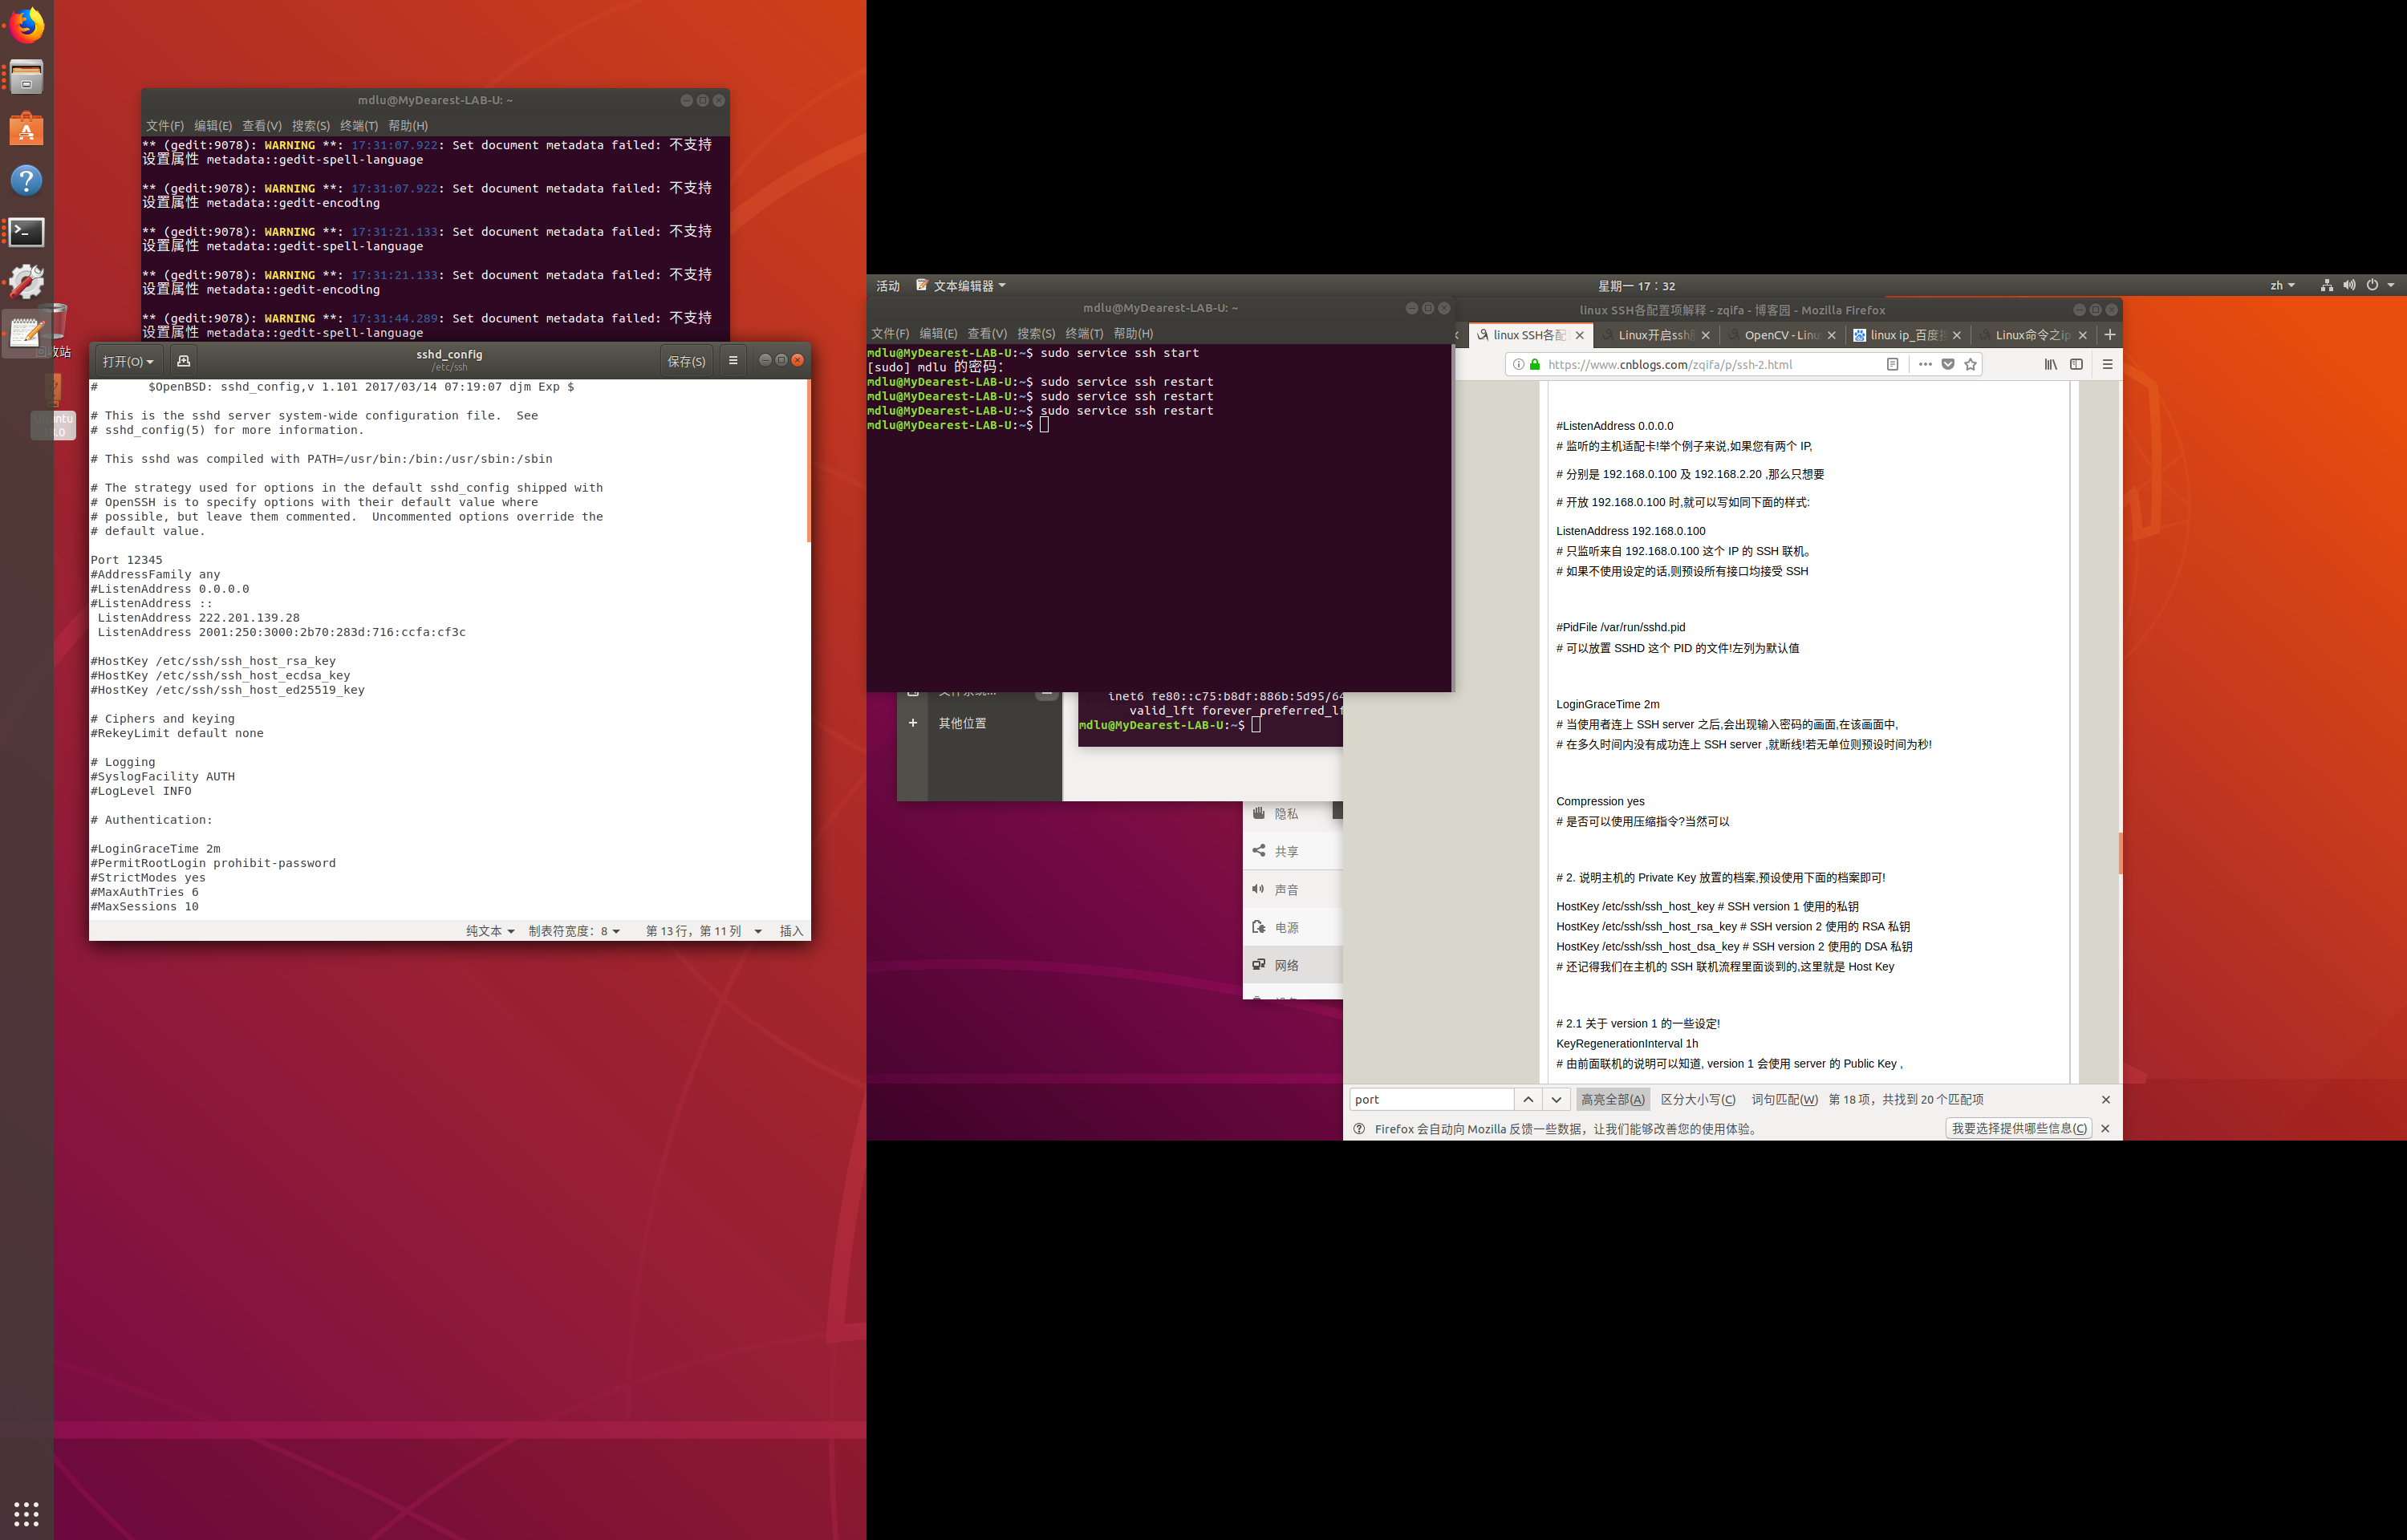 mdlu@MyDearest-LAB-U: ~
文件(F) 编辑(E) 查看(V) 搜索(S) 终端(T) 帮助(H)
** (gedit:9078): WARNING **: 17:31:07.922: Set document metadata failed: 不支持
设置属性 metadata::gedit-spell-language
** (gedit:9078): WARNING **: 17:31:07.922: Set document metadata failed: 不支持
设置属性 metadata::gedit-encoding
** (gedit:9078): WARNING **: 17:31:21.133: Set document metadata failed: 不支持
设置属性 metadata::gedit-spell-language
** (gedit:9078): WARNING **: 17:31:21.133: Set document metadata failed: 不支持
设置属性 metadata::gedit-encoding
** (gedit:9078): WARNING **: 17:31:44.289: Set document metadata failed: 不支持
设置属性 metadata::gedit-spell-language
打开(O)
sshd_config
/etc/ssh
保存(S)
#       $OpenBSD: sshd_config,v 1.101 2017/03/14 07:19:07 djm Exp $
# This is the sshd server system-wide configuration file.  See
# sshd_config(5) for more information.
# This sshd was compiled with PATH=/usr/bin:/bin:/usr/sbin:/sbin
# The strategy used for options in the default sshd_config shipped with
# OpenSSH is to specify options with their default value where
# possible, but leave them commented.  Uncommented options override the
# default value.
Port 12345
#AddressFamily any
#ListenAddress 0.0.0.0
#ListenAddress ::
 ListenAddress 222.201.139.28
 ListenAddress 2001:250:3000:2b70:283d:716:ccfa:cf3c
#HostKey /etc/ssh/ssh_host_rsa_key
#HostKey /etc/ssh/ssh_host_ecdsa_key
#HostKey /etc/ssh/ssh_host_ed25519_key
# Ciphers and keying
#RekeyLimit default none
# Logging
#SyslogFacility AUTH
#LogLevel INFO
# Authentication:
#LoginGraceTime 2m
#PermitRootLogin prohibit-password
#StrictModes yes
#MaxAuthTries 6
#MaxSessions 10
纯文本 制表符宽度: 8 第 13 行, 第 11 列 插入
活动 文本编辑器 星期一 17:32 zh
mdlu@MyDearest-LAB-U: ~
文件(F) 编辑(E) 查看(V) 搜索(S) 终端(T) 帮助(H)
mdlu@MyDearest-LAB-U:~$ sudo service ssh start
[sudo] mdlu 的密码:
mdlu@MyDearest-LAB-U:~$ sudo service ssh restart
mdlu@MyDearest-LAB-U:~$ sudo service ssh restart
mdlu@MyDearest-LAB-U:~$ sudo service ssh restart
mdlu@MyDearest-LAB-U:~$
其他位置
inet6 fe80::c75:b8df:886b:5d95/64
valid_lft forever preferred_lf
mdlu@MyDearest-LAB-U:~$
隐私
共享
声音
电源
网络
linux SSH各配置项解释 - zqifa - 博客园 - Mozilla Firefox
linux SSH各配 Linux开启ssh OpenCV - Linu linux ip_百度 Linux命令之ip
https://www.cnblogs.com/zqifa/p/ssh-2.html
#ListenAddress 0.0.0.0
# 监听的主机适配卡!举个例子来说,如果您有两个 IP,
# 分别是 192.168.0.100 及 192.168.2.20 ,那么只想要
# 开放 192.168.0.100 时,就可以写如同下面的样式:
ListenAddress 192.168.0.100
# 只监听来自 192.168.0.100 这个 IP 的 SSH 联机。
# 如果不使用设定的话,则预设所有接口均接受 SSH
#PidFile /var/run/sshd.pid
# 可以放置 SSHD 这个 PID 的文件!左列为默认值
LoginGraceTime 2m
# 当使用者连上 SSH server 之后,会出现输入密码的画面,在该画面中,
# 在多久时间内没有成功连上 SSH server ,就断线!若无单位则预设时间为秒!
Compression yes
# 是否可以使用压缩指令?当然可以
# 2. 说明主机的 Private Key 放置的档案,预设使用下面的档案即可!
HostKey /etc/ssh/ssh_host_key # SSH version 1 使用的私钥
HostKey /etc/ssh/ssh_host_rsa_key # SSH version 2 使用的 RSA 私钥
HostKey /etc/ssh/ssh_host_dsa_key # SSH version 2 使用的 DSA 私钥
# 还记得我们在主机的 SSH 联机流程里面谈到的,这里就是 Host Key
# 2.1 关于 version 1 的一些设定!
KeyRegenerationInterval 1h
# 由前面联机的说明可以知道, version 1 会使用 server 的 Public Key ,
port 高亮全部(A) 区分大小写(C) 词句匹配(W) 第 18 项，共找到 20 个匹配项
Firefox 会自动向 Mozilla 反馈一些数据，让我们能够改善您的使用体验。 我要选择提供哪些信息(C)